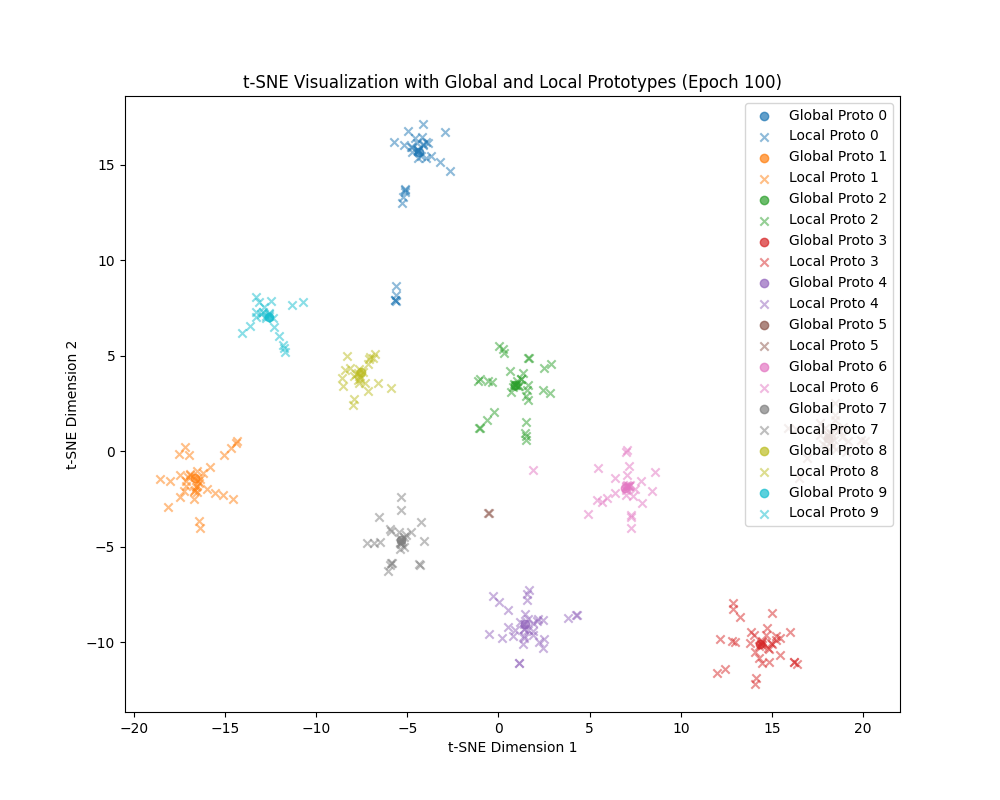 t-SNE Visualization with Global and Local Prototypes (Epoch 100)
Global Proto 0
Local Proto 0
Global Proto 1
Local Proto 1
Global Proto 2
Local Proto 2
Global Proto 3
Local Proto 3
Global Proto 4
Local Proto 4
Global Proto 5
Local Proto 5
Global Proto 6
Local Proto 6
Global Proto 7
Local Proto 7
Global Proto 8
Local Proto 8
Global Proto 9
Local Proto 9
t-SNE Dimension 2
15
10
5
0
−5
−10
−20
−15
−10
−5
0
5
10
15
20
t-SNE Dimension 1